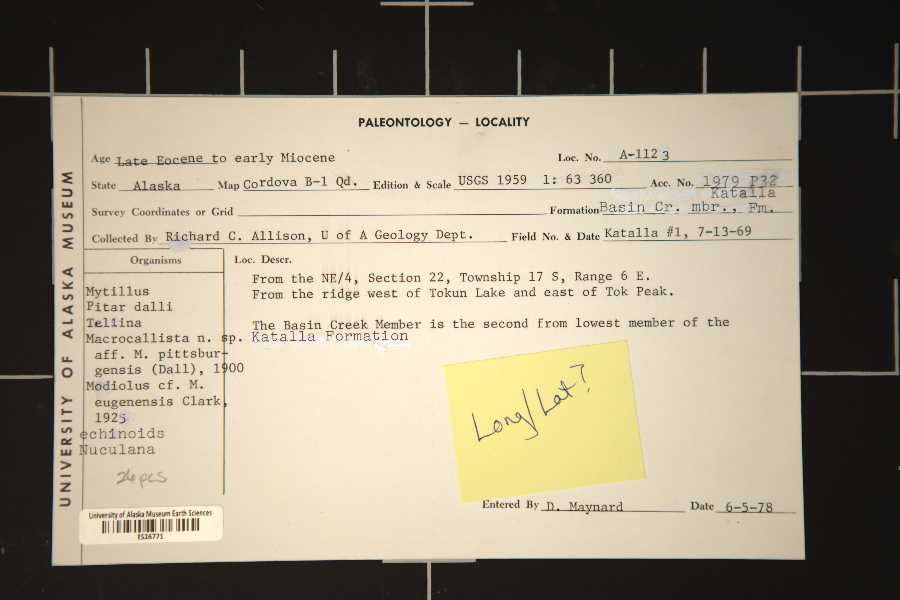 PALEONTOLOGY — LOCALITY
Age Late Eocene to early Miocene Loc. No. A-1123
State Alaska Map Cordova B-1 Qd. Edition & Scale USGS 1959 1: 63 360 Acc. No. 1979 P32
Survey Coordinates or Grid Formation Basin Cr. mbr., Katalla Fm.
Collected By Richard C. Allison, U of A Geology Dept. Field No. & Date Katalla #1, 7-13-69
Organisms
Mytillus
Pitar dalli
Tellina
Macrocallista n. sp.
aff. M. pittsbur-
gensis (Dall), 1900
Modiolus cf. M.
eugenensis Clark,
1925
echinoids
Nuculana
24 pcs
Loc. Descr.
From the NE/4, Section 22, Township 17 S, Range 6 E.
From the ridge west of Tokun Lake and east of Tok Peak.
The Basin Creek Member is the second from lowest member of the
Katalla Formation
Long/Lat?
Entered By D. Maynard Date 6-5-78
University of Alaska Museum Earth Sciences
ES26771
UNIVERSITY OF ALASKA MUSEUM